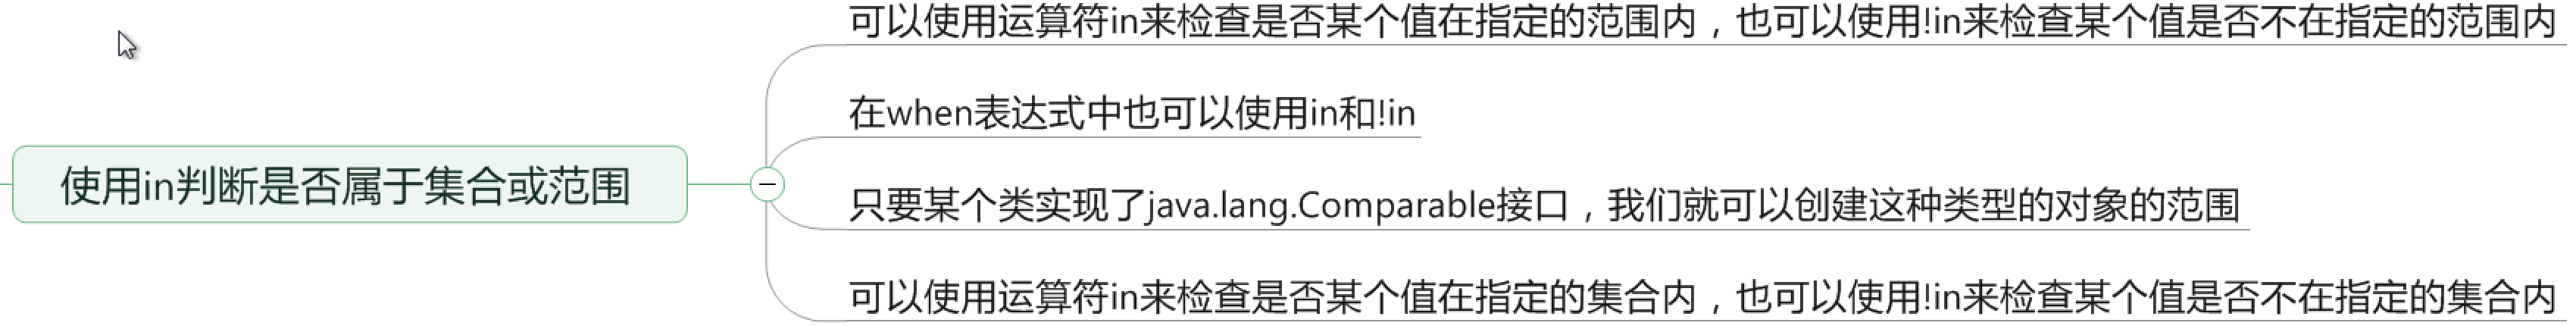 可以使用运算符in来检查是否某个值在指定的范围内，也可以使用!in来检查某个值是否不在指定的范围内
在when表达式中也可以使用in和!in
使用in判断是否属于集合或范围
只要某个类实现了java.lang.Comparable接口，我们就可以创建这种类型的对象的范围
可以使用运算符in来检查是否某个值在指定的集合内，也可以使用!in来检查某个值是否不在指定的集合内